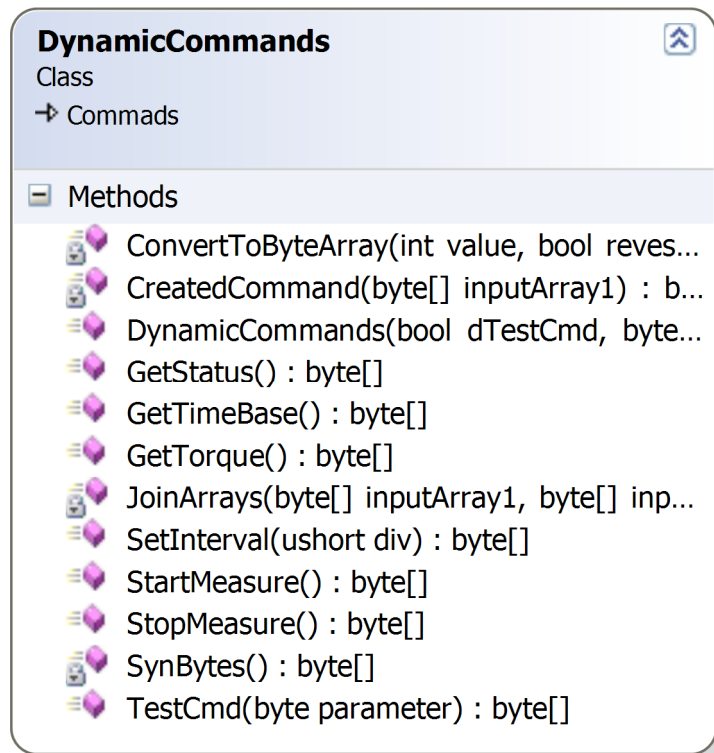 DynamicCommands
Class
Commads
Methods
ConvertToByteArray(int value, bool reves...
CreatedCommand(byte[] inputArray1) : b...
DynamicCommands(bool dTestCmd, byte...
GetStatus() : byte[]
GetTimeBase() : byte[]
GetTorque() : byte[]
JoinArrays(byte[] inputArray1, byte[] inp...
SetInterval(ushort div) : byte[]
StartMeasure() : byte[]
StopMeasure() : byte[]
SynBytes() : byte[]
TestCmd(byte parameter) : byte[]